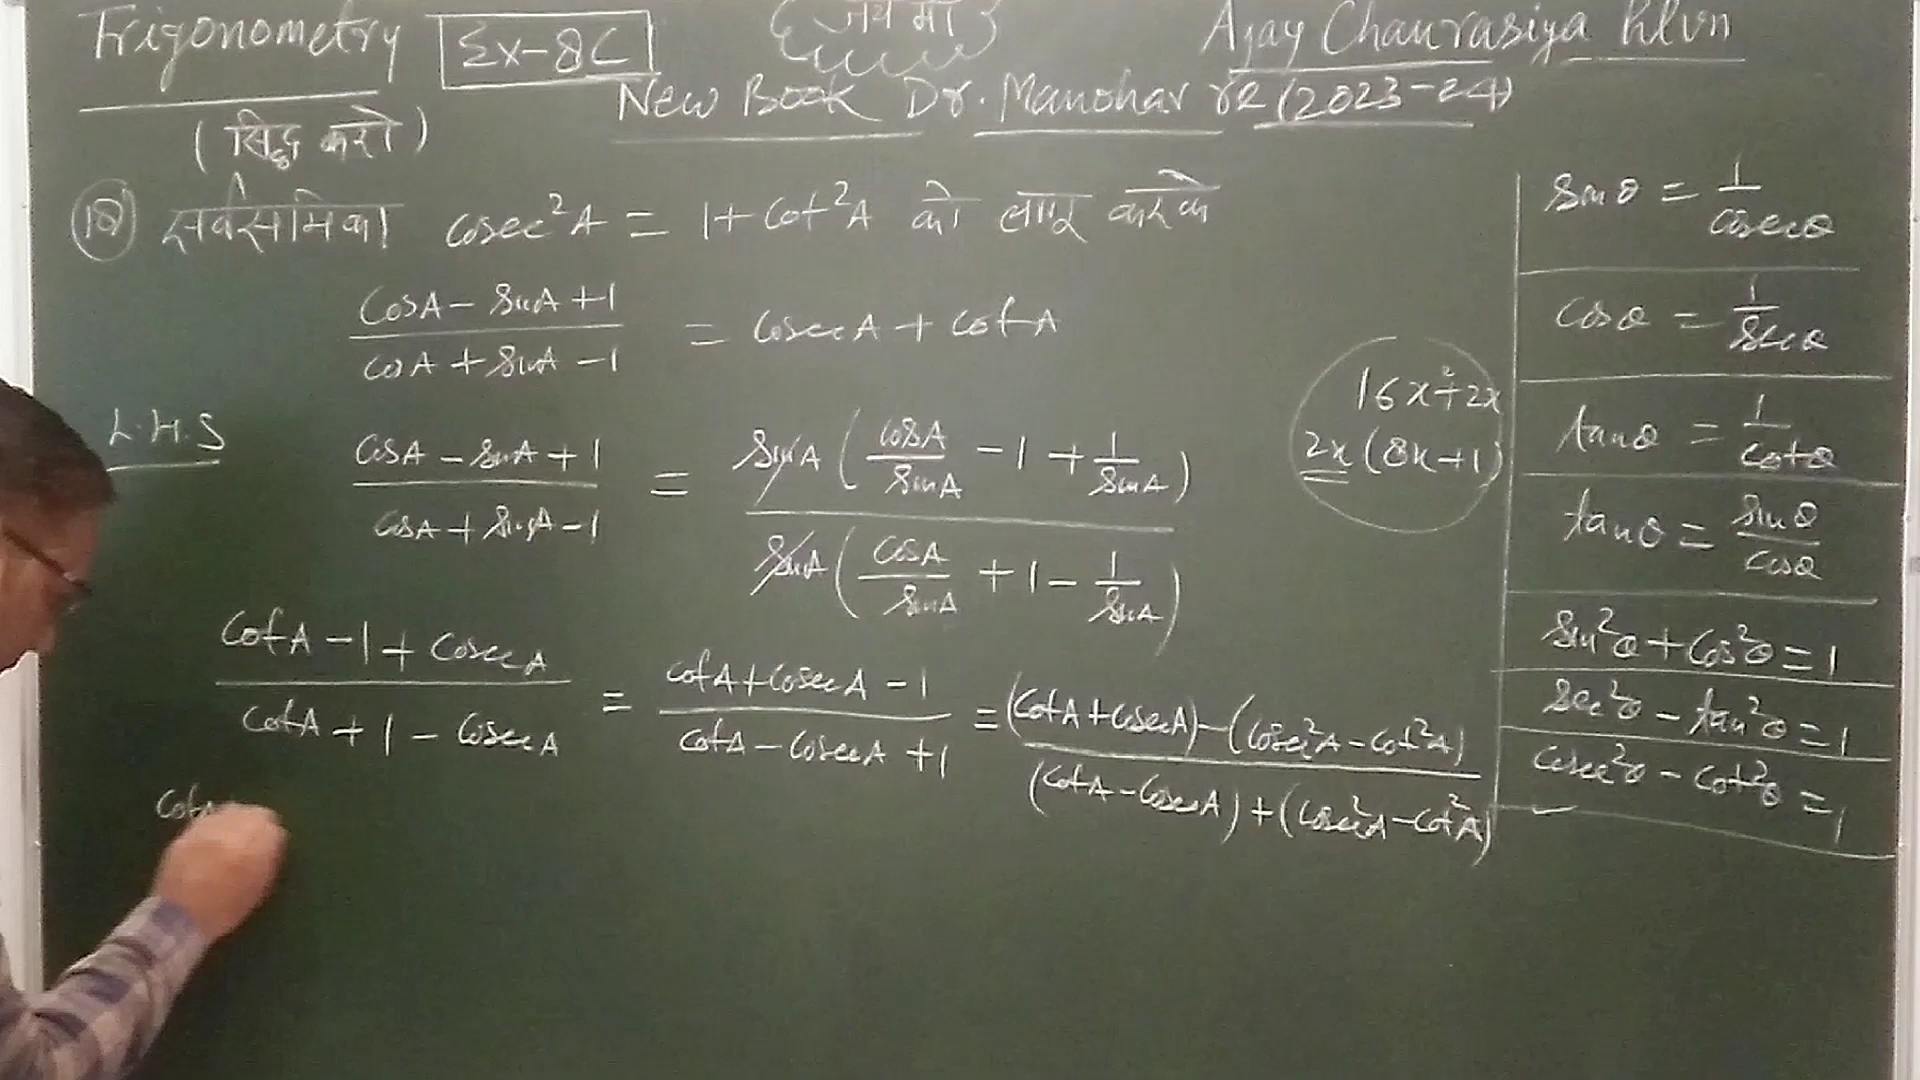 Trigonometry Ex-8C जय माँ Ajay Chaurasiya Klvn
New Book Dr. Manohar re (2023-24)
(सिद्ध करो)
सर्वसमिका cosec²A = 1+cot²A को लागू करके
(cosA - sinA + 1)/(cosA + sinA - 1) = cosecA + cotA
L.H.S (cosA - sinA + 1)/(cosA + sinA - 1) = sinA(cosA/sinA - 1 + 1/sinA)/sinA(cosA/sinA + 1 - 1/sinA)
(cotA - 1 + cosecA)/(cotA + 1 - cosecA) = (cotA + cosecA - 1)/(cotA - cosecA + 1) = (cotA + cosecA) - (cosec²A - cot²A)/(cotA - cosecA) + (cosec²A - cot²A)
cotA
16x²+2x
2x(8x+1)
sinθ = 1/cosecθ
cosθ = 1/secθ
tanθ = 1/cotθ
tanθ = sinθ/cosθ
sin²θ + cos²θ = 1
sec²θ - tan²θ = 1
cosec²θ - cot²θ = 1